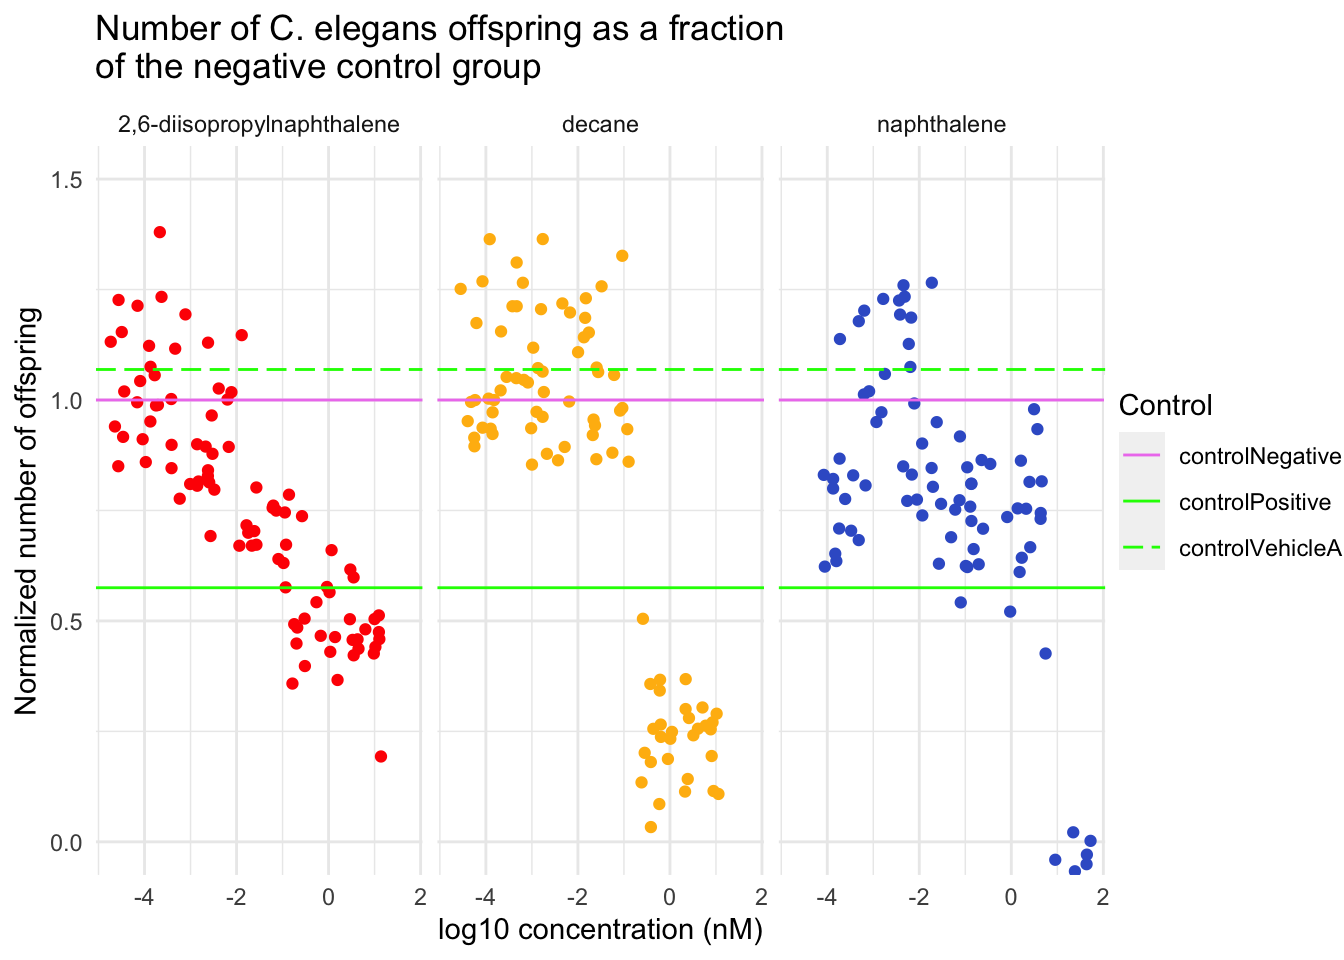 Number of C. elegans offspring as a fraction
of the negative control group
2,6-diisopropylnaphthalene
decane
naphthalene
Normalized number of offspring
1.5
1.0
0.5
0.0
-4 -2 0 2
-4 -2 0 2
-4 -2 0 2
log10 concentration (nM)
Control
controlNegative
controlPositive
controlVehicleA